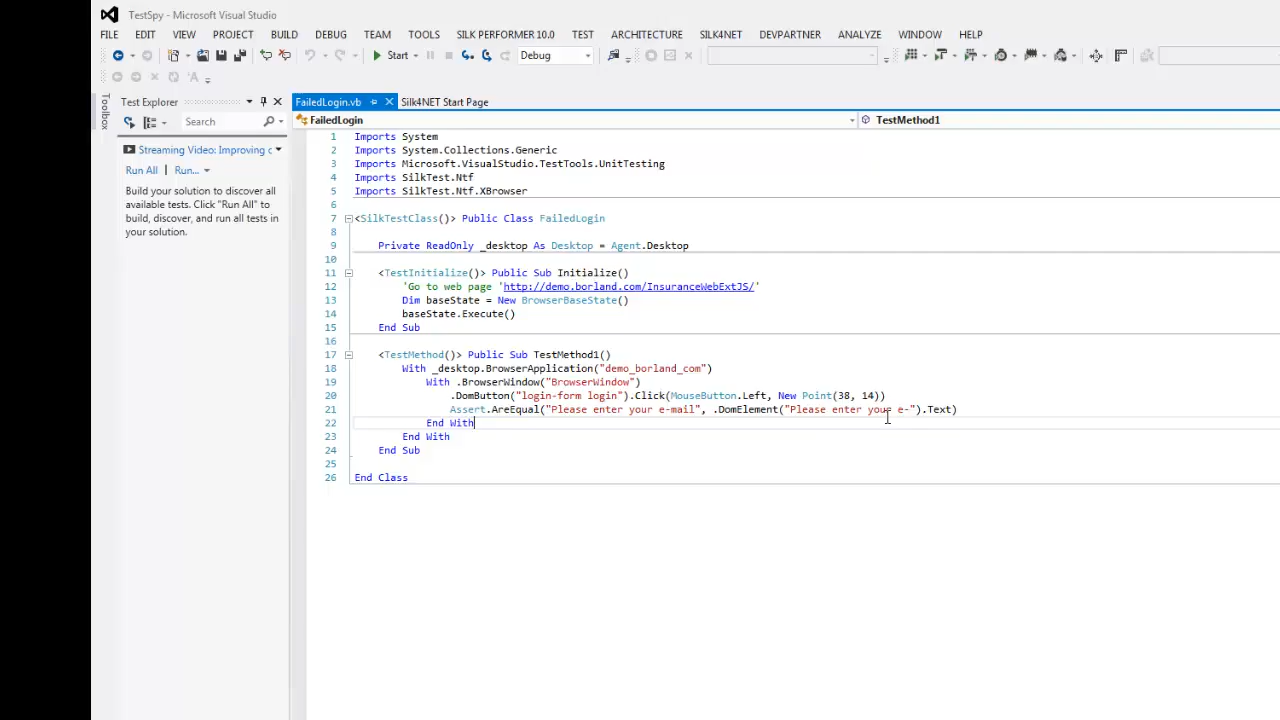 TestSpy - Microsoft Visual Studio
FILE EDIT VIEW PROJECT BUILD DEBUG TEAM TOOLS SILK PERFORMER 10.0 TEST ARCHITECTURE SILK4NET DEVPARTNER ANALYZE WINDOW HELP
Start Debug
Toolbox
Test Explorer
FailedLogin.vb Silk4NET Start Page
FailedLogin TestMethod1
Search
Streaming Video: Improving c
Run All | Run...
Build your solution to discover all
available tests. Click "Run All" to
build, discover, and run all tests in
your solution.
1 Imports System
2 Imports System.Collections.Generic
3 Imports Microsoft.VisualStudio.TestTools.UnitTesting
4 Imports SilkTest.Ntf
5 Imports SilkTest.Ntf.XBrowser
6
7 <SilkTestClass()> Public Class FailedLogin
8
9 Private ReadOnly _desktop As Desktop = Agent.Desktop
10
11 <TestInitialize()> Public Sub Initialize()
12 'Go to web page 'http://demo.borland.com/InsuranceWebExtJS/'
13 Dim baseState = New BrowserBaseState()
14 baseState.Execute()
15 End Sub
16
17 <TestMethod()> Public Sub TestMethod1()
18 With _desktop.BrowserApplication("demo_borland_com")
19 With .BrowserWindow("BrowserWindow")
20 .DomButton("login-form login").Click(MouseButton.Left, New Point(38, 14))
21 Assert.AreEqual("Please enter your e-mail", .DomElement("Please enter your e-").Text)
22 End With
23 End With
24 End Sub
25
26 End Class